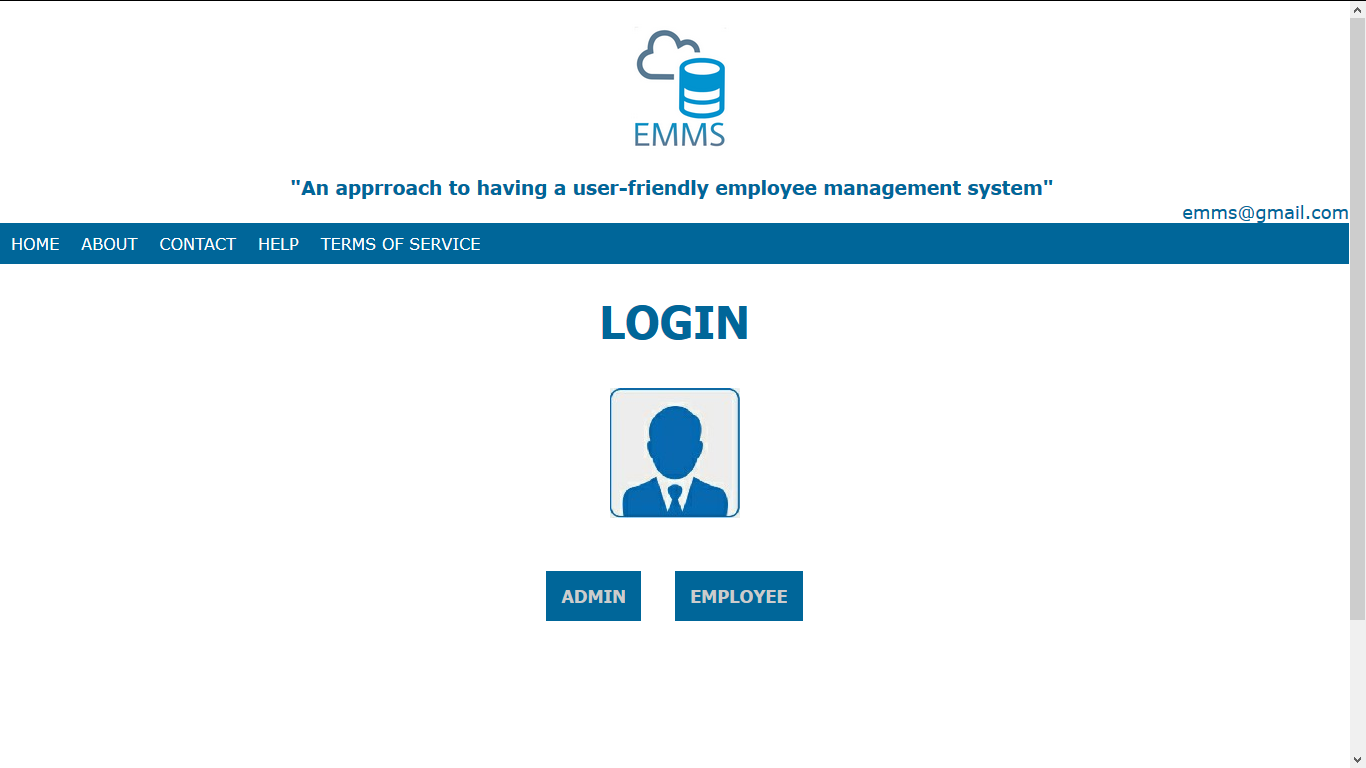 EMMS
"An apprroach to having a user-friendly employee management system"
emms@gmail.com
HOME ABOUT CONTACT HELP TERMS OF SERVICE
LOGIN
ADMIN EMPLOYEE